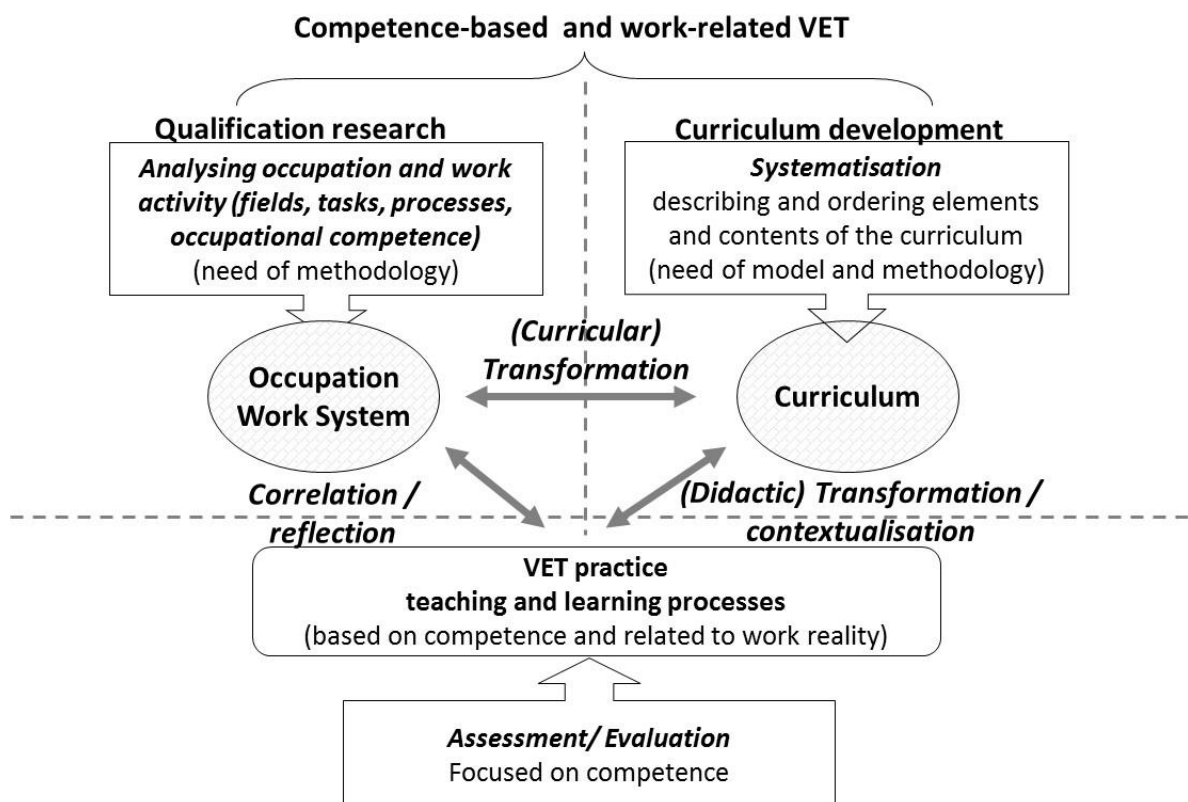 Competence-based and work-related VET
Qualification research
Analysing occupation and work
activity (fields, tasks, processes,
occupational competence)
(need of methodology)
Curriculum development
Systematisation
describing and ordering elements
and contents of the curriculum
(need of model and methodology)
(Curricular)
Transformation
Occupation
Work System
Curriculum
Correlation /
reflection
(Didactic) Transformation /
contextualisation
VET practice
teaching and learning processes
(based on competence and related to work reality)
Assessment/ Evaluation
Focused on competence